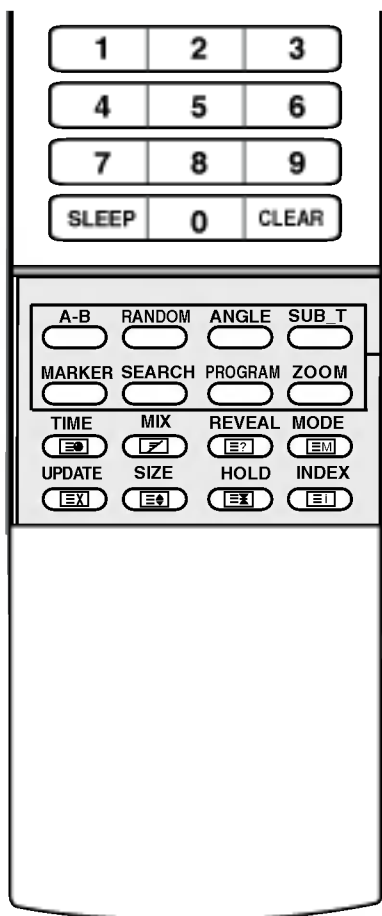 1 2 3
4 5 6
7 8 9
SLEEP 0 CLEAR
A-B RANDOM ANGLE SUB_T
MARKER SEARCH PROGRAM ZOOM
TIME MIX REVEAL MODE
? M
UPDATE SIZE HOLD INDEX
X i